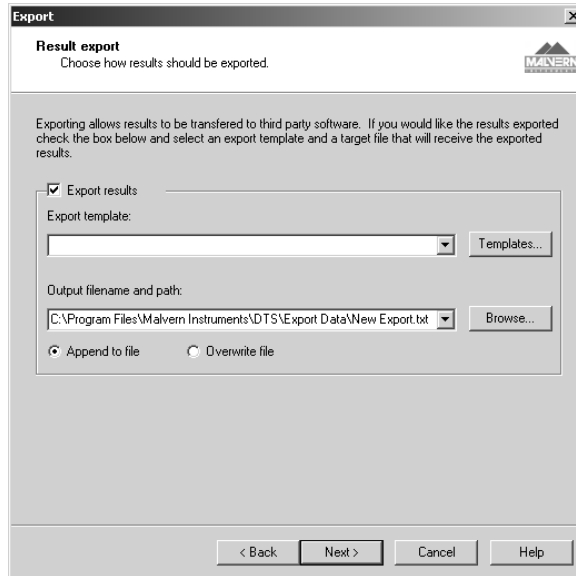 Export
Result export
Choose how results should be exported.
MALVERN
Exporting allows results to be transfered to third party software. If you would like the results exported
check the box below and select an export template and a target file that will receive the exported
results.
Export results
Export template:
Templates...
Output filename and path:
C:\Program Files\Malvern Instruments\DTS\Export Data\New Export.txt
Browse...
Append to file
Overwrite file
< Back
Next >
Cancel
Help